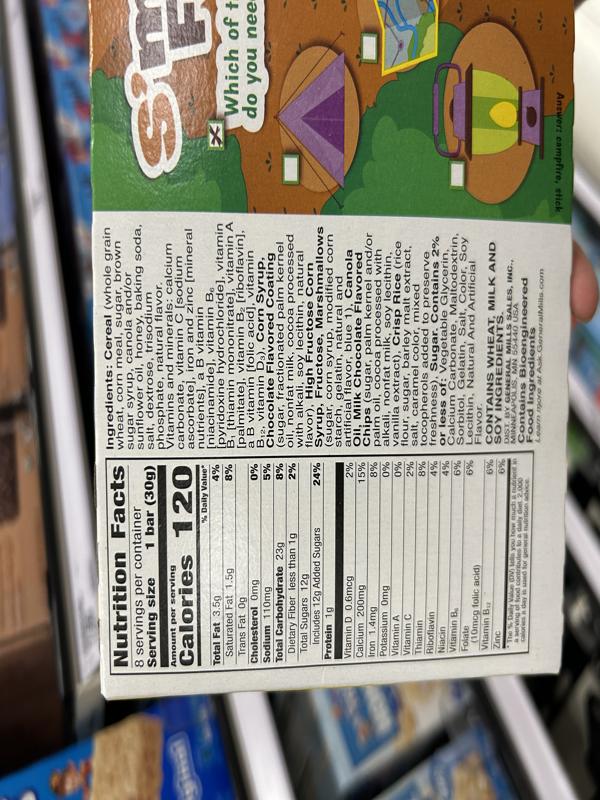 S'm
Which of t
do you nee
Answer: campfire, stick
Nutrition Facts
8 servings per container
Serving size 1 bar (30g)
Amount per serving
Calories 120
% Daily Value*
Total Fat 3.5g 4%
Saturated Fat 1.5g 8%
Trans Fat 0g
Cholesterol 0mg 0%
Sodium 110mg 5%
Total Carbohydrate 23g 8%
Dietary Fiber less than 1g 2%
Total Sugars 12g
Includes 12g Added Sugars 24%
Protein 1g
Vitamin D 0.6mcg 2%
Calcium 200mg 15%
Iron 1.4mg 8%
Potassium 0mg 0%
Vitamin A 0%
Vitamin C 2%
Thiamin 8%
Riboflavin 4%
Niacin 4%
Vitamin B6 6%
Folate 6%
(10mcg folic acid)
Vitamin B12 6%
Zinc 6%
* The % Daily Value (DV) tells you how much a nutrient in
a serving of food contributes to a daily diet. 2,000
calories a day is used for general nutrition advice.
Ingredients: Cereal (whole grain
wheat, corn meal, sugar, brown
sugar syrup, canola and/or
sunflower oil, honey, baking soda,
salt, dextrose, trisodium
phosphate, natural flavor.
Vitamins and minerals: calcium
carbonate, vitamin C [sodium
ascorbate], iron and zinc [mineral
nutrients], a B vitamin
[niacinamide], vitamin B6
[pyridoxine hydrochloride], vitamin
B1 [thiamin mononitrate], vitamin A
[palmitate], vitamin B2 [riboflavin],
a B vitamin [folic acid], vitamin
B12, vitamin D3), Corn Syrup,
Chocolate Flavored Coating
(sugar, fractionated palm kernel
oil, nonfat milk, cocoa processed
with alkali, soy lecithin, natural
flavor), High Fructose Corn
Syrup, Fructose, Marshmallows
(sugar, corn syrup, modified corn
starch, gelatin, natural and
artificial flavor, blue 1), Canola
Oil, Milk Chocolate Flavored
palm oil, cocoa processed with
alkali, nonfat milk, soy lecithin,
vanilla extract), Crisp Rice (rice
flour, sugar, barley malt extract,
salt, caramel color, mixed
tocopherols added to preserve
freshness), Sugar. Contains 2%
or less of: Vegetable Glycerin,
Calcium Carbonate, Maltodextrin,
Sorbitol, Gelatin, Salt, Color, Soy
Lecithin, Natural And Artificial
Flavor.
CONTAINS WHEAT, MILK AND
SOY INGREDIENTS.
DIST. BY GENERAL MILLS SALES, INC.,
MINNEAPOLIS, MN 55440 USA
Contains Bioengineered
Food Ingredients
Learn more at Ask.GeneralMills.com